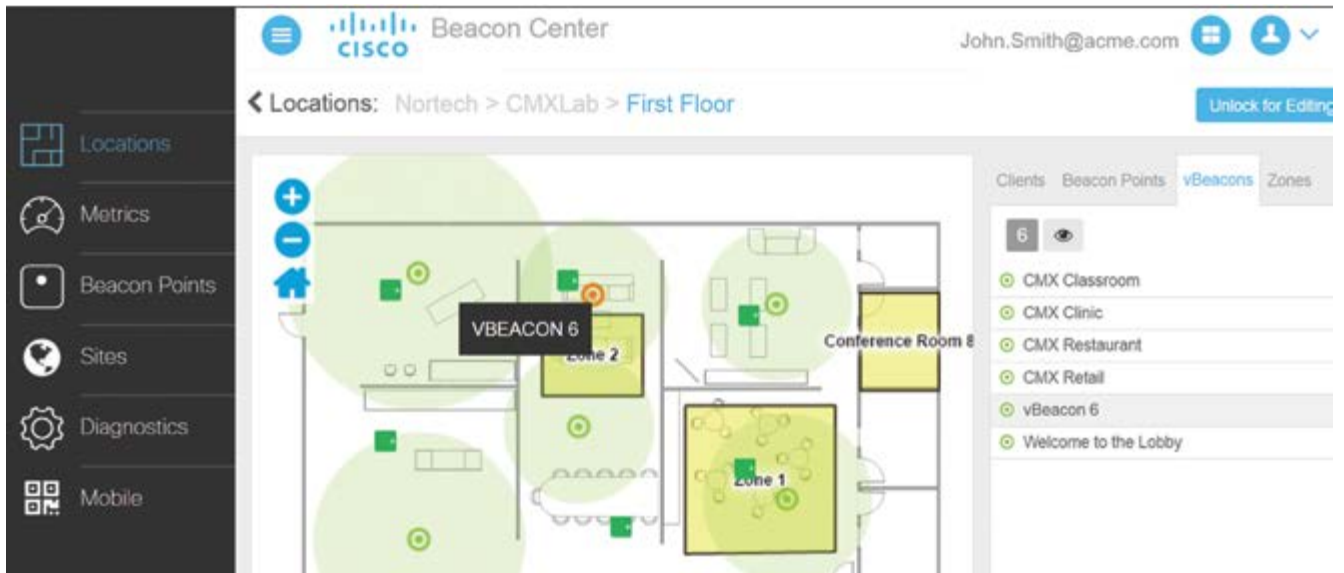 CISCO Beacon Center
John.Smith@acme.com
Locations: Nortech > CMXLab > First Floor
Unlock for Editing
Locations
Metrics
Beacon Points
Sites
Diagnostics
Mobile
VBEACON 6
Zone 2
Conference Room 8
Zone 1
Clients Beacon Points vBeacons Zones
6
CMX Classroom
CMX Clinic
CMX Restaurant
CMX Retail
vBeacon 6
Welcome to the Lobby